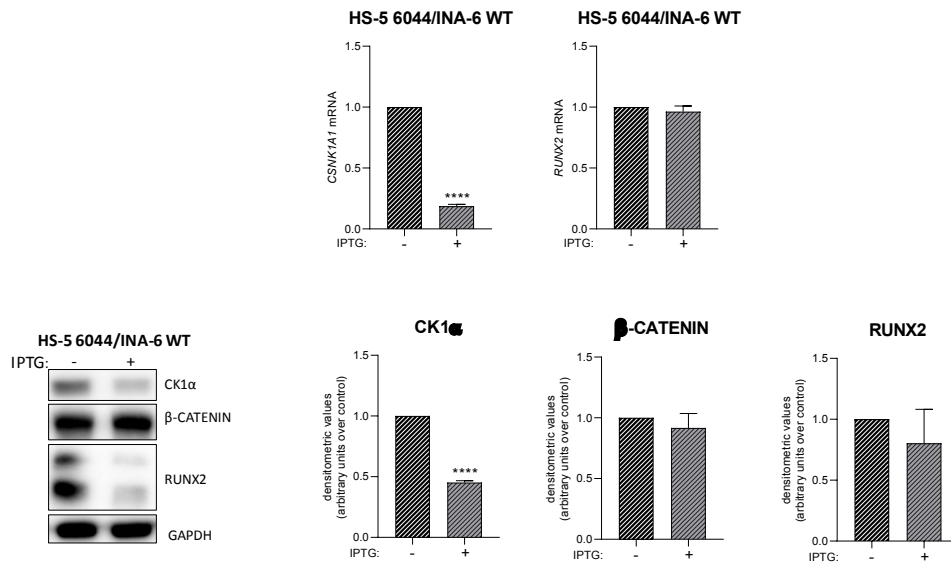 HS-5 6044/INA-6 WT
HS-5 6044/INA-6 WT
1.5
1.0
0.5
0.0
CSNK1A1 mRNA
****
IPTG: - +
1.5
1.0
0.5
0.0
RUNX2 mRNA
IPTG: - +
HS-5 6044/INA-6 WT
IPTG: - +
CK1α
β-CATENIN
RUNX2
GAPDH
CK1α
1.5
1.0
0.5
0.0
densitometric values
(arbitrary units over control)
****
IPTG: - +
β-CATENIN
1.5
1.0
0.5
0.0
densitometric values
(arbitrary units over control)
IPTG: - +
RUNX2
1.5
1.0
0.5
0.0
densitometric values
(arbitrary units over control)
IPTG: - +